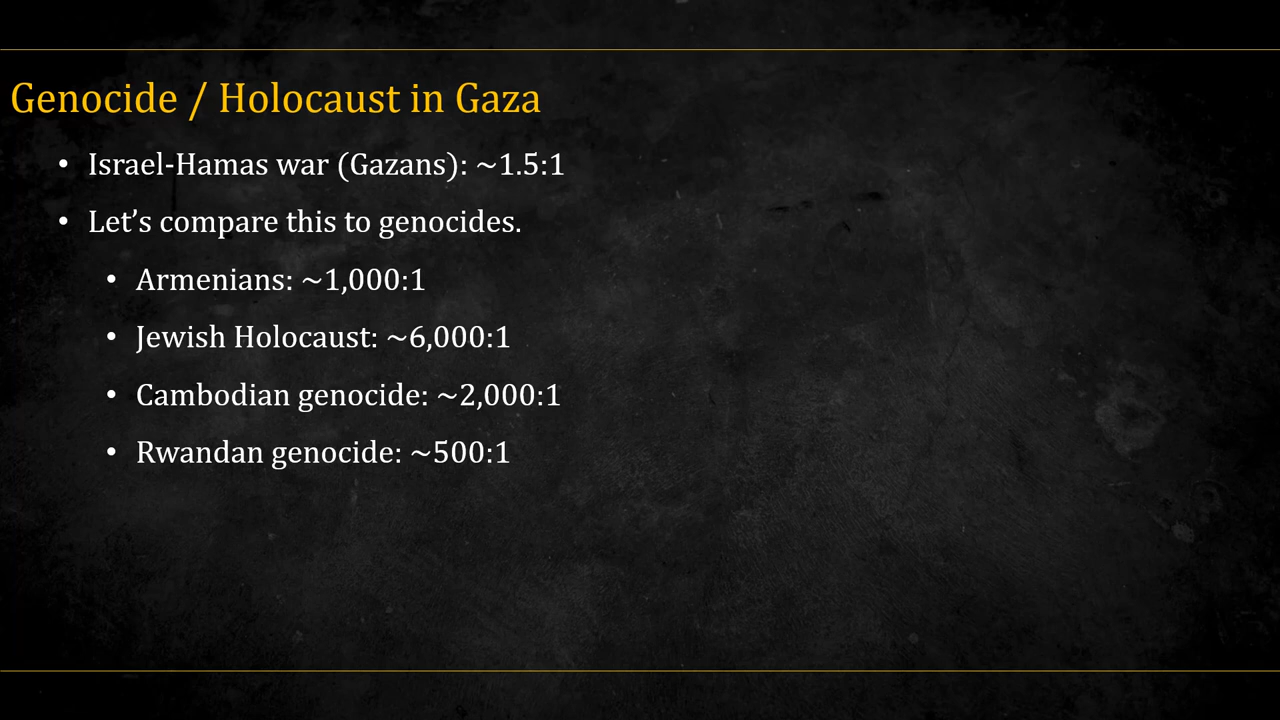 Genocide / Holocaust in Gaza
• Israel-Hamas war (Gazans): ~1.5:1
• Let’s compare this to genocides.
• Armenians: ~1,000:1
• Jewish Holocaust: ~6,000:1
• Cambodian genocide: ~2,000:1
• Rwandan genocide: ~500:1